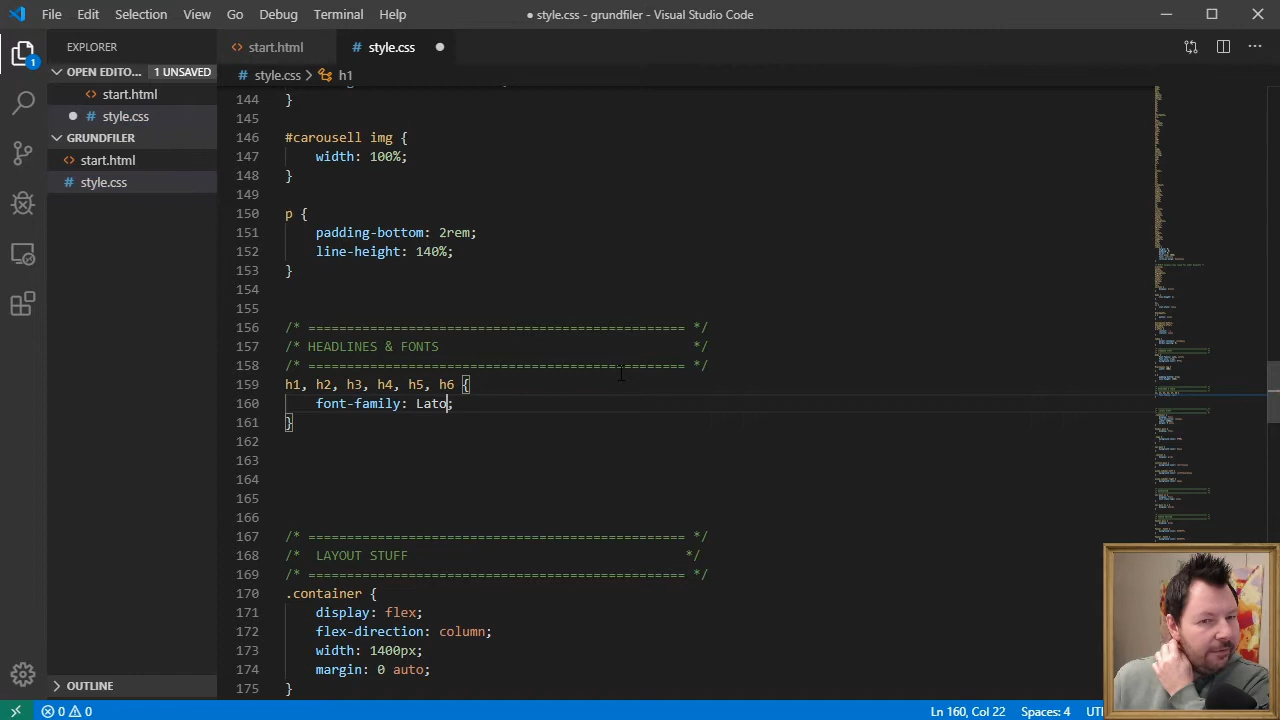 File Edit Selection View Go Debug Terminal Help
● style.css - grundfiler - Visual Studio Code
EXPLORER
OPEN EDITO... 1 UNSAVED
start.html
style.css
GRUNDFILER
start.html
style.css
OUTLINE
1
start.html
style.css
style.css > h1
144 }
145
146 #carousell img {
147 width: 100%;
148 }
149
150 p {
151 padding-bottom: 2rem;
152 line-height: 140%;
153 }
154
155
156 /* ================================================= */
157 /* HEADLINES & FONTS */
158 /* ================================================= */
159 h1, h2, h3, h4, h5, h6 {
160 font-family: Lato;
161 }
162
163
164
165
166
167 /* ================================================= */
168 /* LAYOUT STUFF */
169 /* ================================================= */
170 .container {
171 display: flex;
172 flex-direction: column;
173 width: 1400px;
174 margin: 0 auto;
175 }
0 0 Ln 160, Col 22 Spaces: 4